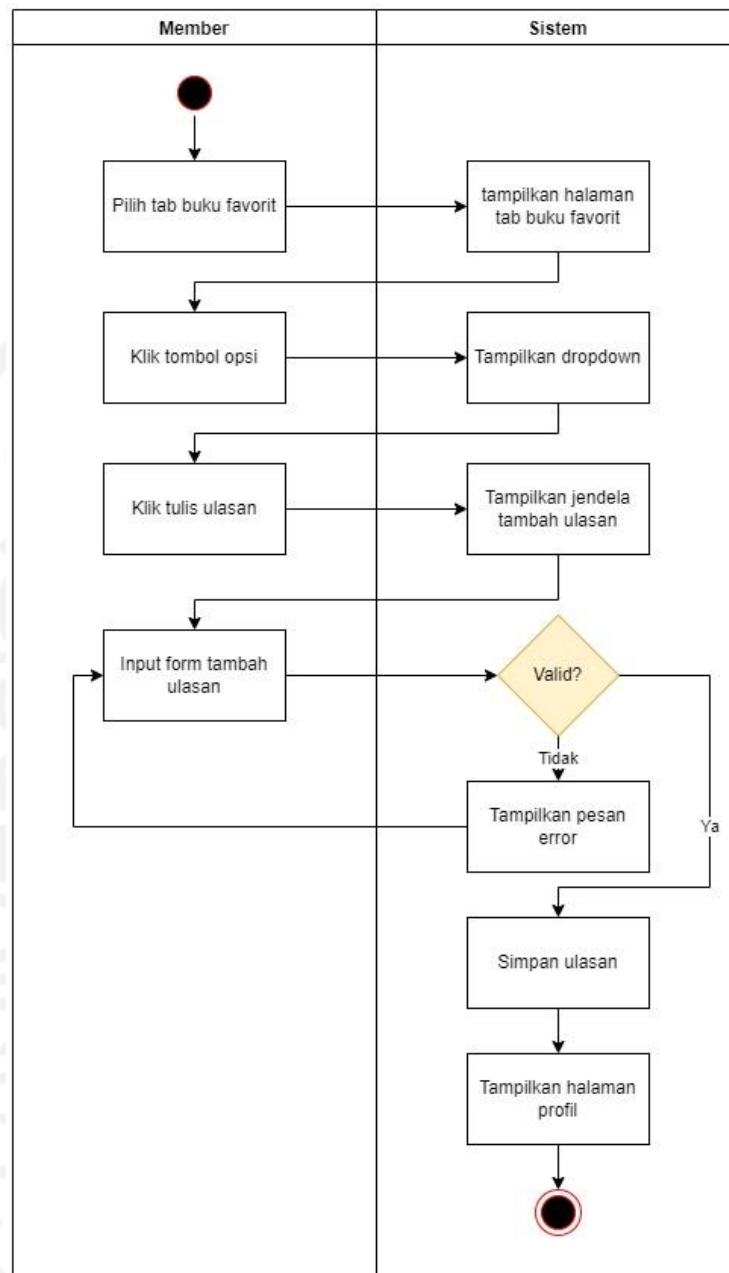 Member
Sistem
Pilih tab buku favorit
tampilkan halaman
tab buku favorit
Klik tombol opsi
Tampilkan dropdown
Klik tulis ulasan
Tampilkan jendela
tambah ulasan
Input form tambah
ulasan
Valid?
Tidak
Tampilkan pesan
error
Ya
Simpan ulasan
Tampilkan halaman
profil